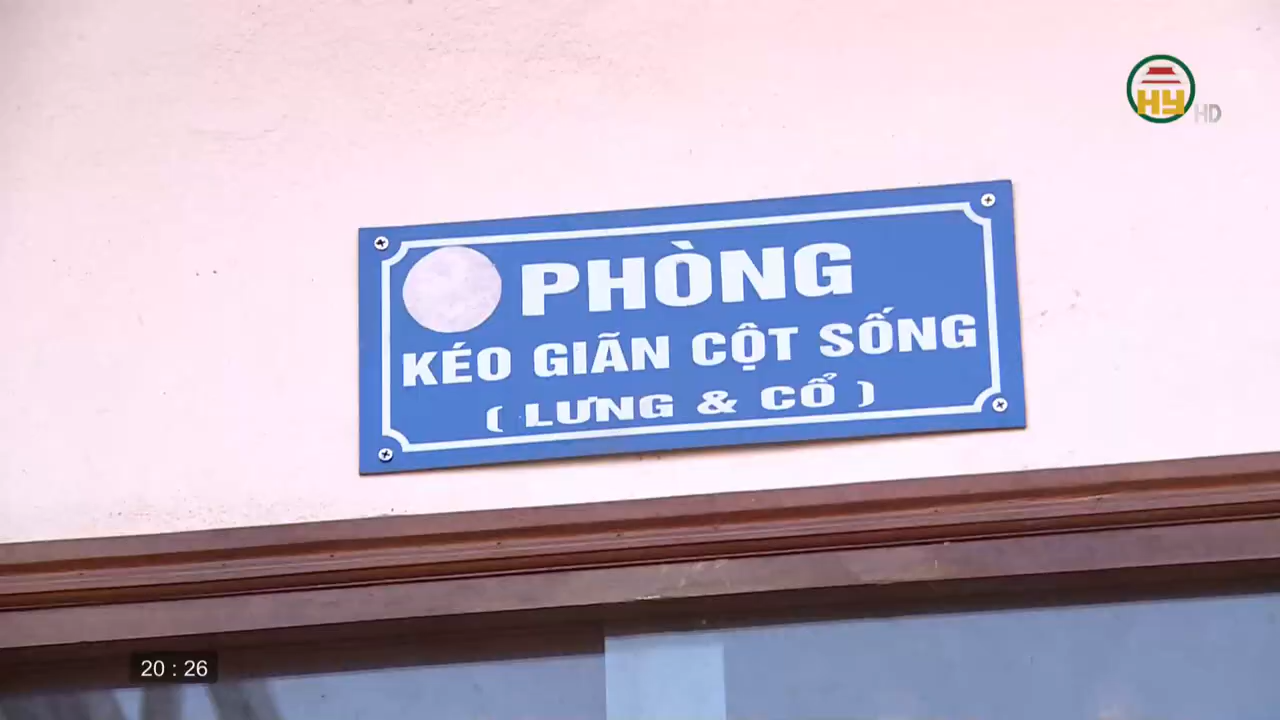 HY HD
PHÒNG
KÉO GIÃN CỘT SỐNG
( LƯNG & CỔ )
20 : 26